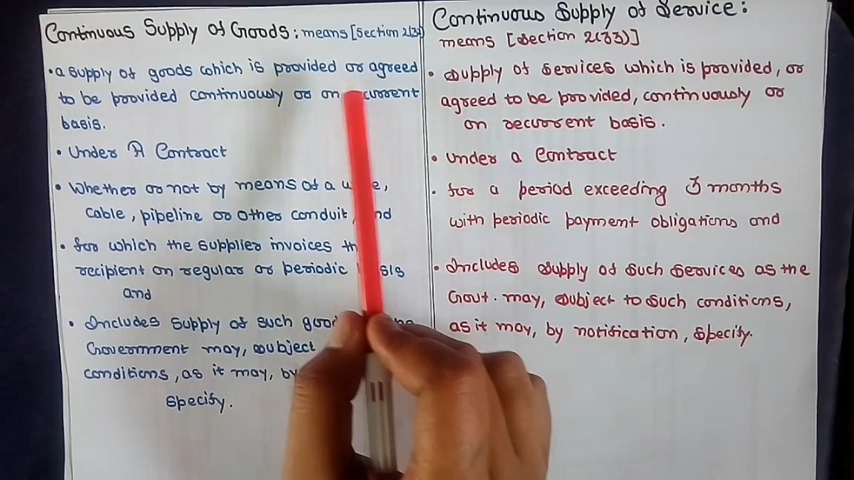 Continuous Supply of Goods: means [Section 2(32)
• a supply of goods which is provided or agreed
to be provided continuously or on current
basis.
• Under A Contract
• Whether or not by means of a
cable, pipeline or other conduit,
• for which the supplier invoices
recipient on regular or periodic
and
• Includes supply of such
Government may, subject
conditions, as it may, by
specify.
Continuous Supply of Service:
means [Section 2(33)]
• supply of services which is provided, or
agreed to be provided, continuously or
on recurrent basis.
• under a Contract
• for a period exceeding 3 months
with periodic payment obligations and
• Includes supply of such services as the
Govt. may, subject to such conditions,
as it may, by notification, specify.